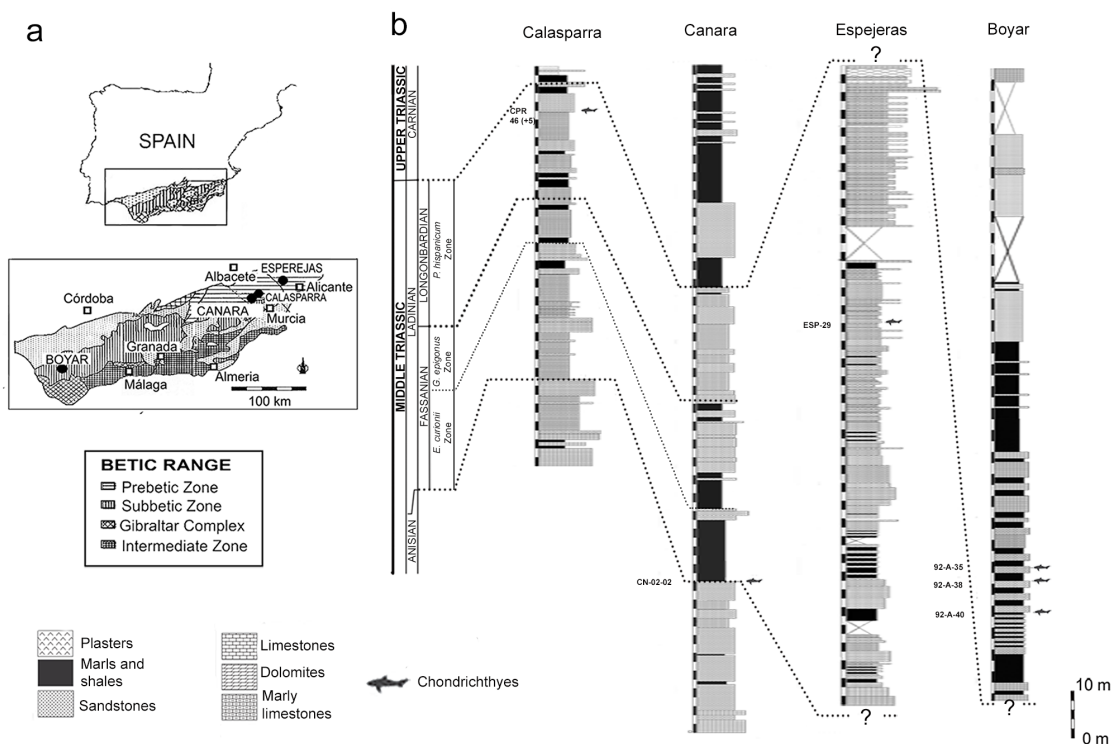 a
SPAIN
Albacete
ESPEREJAS
Alicante
Córdoba
CALASPARRA
CANARA
Murcia
Granada
BOYAR
Almeria
Málaga
100 km
BETIC RANGE
Prebetic Zone
Subbetic Zone
Gibraltar Complex
Intermediate Zone
Plasters
Marls and
shales
Sandstones
Limestones
Dolomites
Marly
limestones
Chondrichthyes
b
Calasparra
Canara
Espejeras
Boyar
?
UPPER TRIASSIC
CARNIAN
MIDDLE TRIASSIC
LADINIAN
LONGONBARDIAN
P. hispanicum
Zone
FASSANIAN
G. epigonus
Zone
E. curionii
Zone
ANISIAN
CPR
46 (+5)
CN-02-02
ESP-29
92-A-35
92-A-38
92-A-40
?
?
10 m
0 m